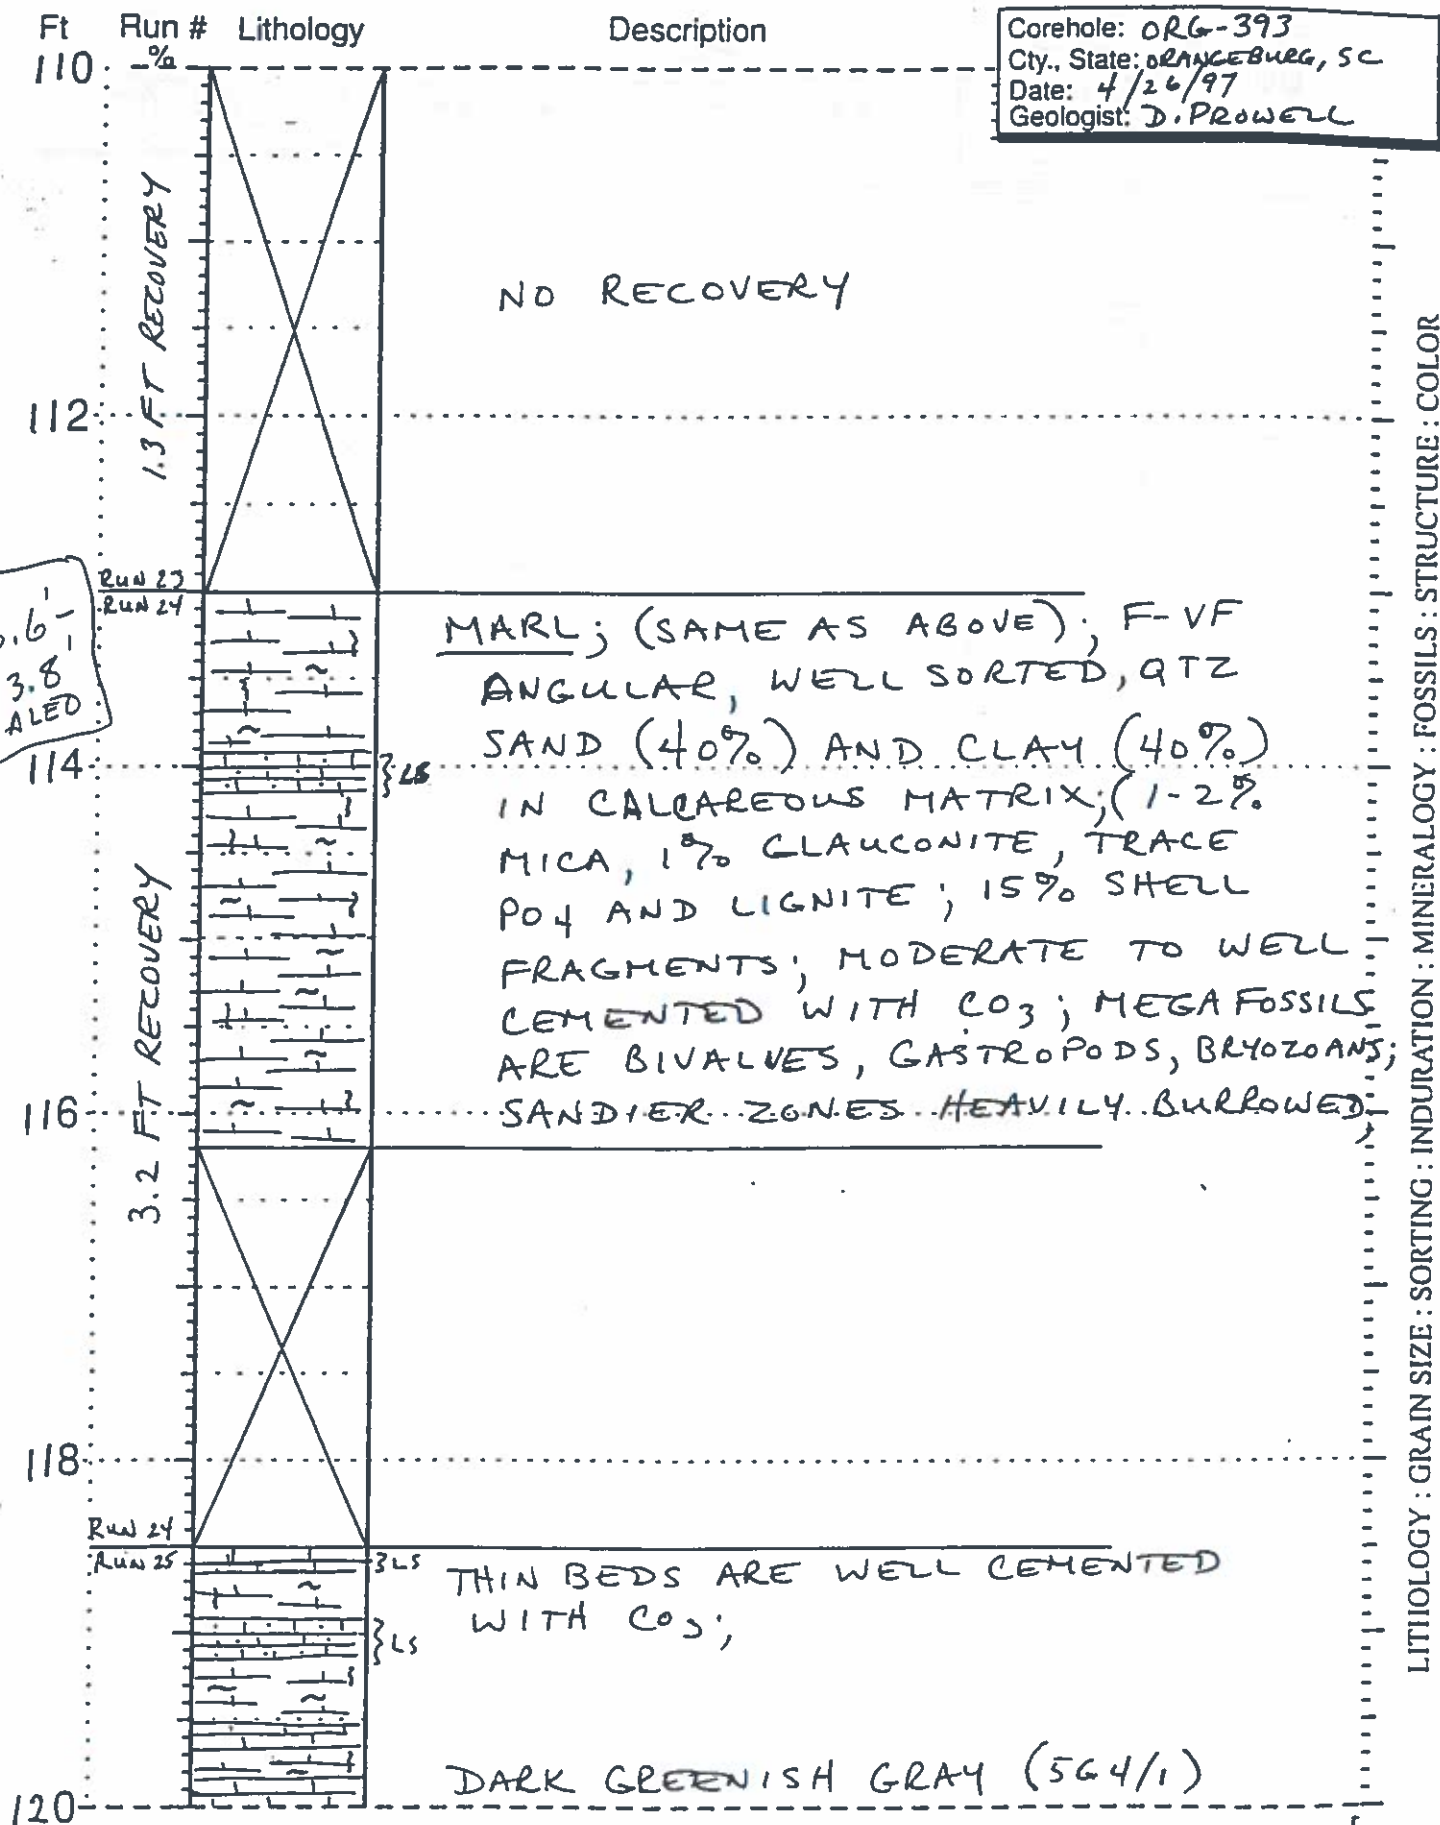 Ft Run # Lithology Description
%
Corehole: ORG-393
Cty., State: ORANGEBURG, SC
Date: 4/26/97
Geologist: D. PROWELL
110
1.3 FT RECOVERY
NO RECOVERY
112
RUN 23
RUN 24
3.8'
MARL; (SAME AS ABOVE); F-VF
ANGULAR, WELL SORTED, QTZ
SAND (40%) AND CLAY (40%)
114
LS
IN CALCAREOUS MATRIX; (1-2%
MICA, 1% GLAUCONITE, TRACE
PO4 AND LIGNITE; 15% SHELL
FRAGMENTS; MODERATE TO WELL
CEMENTED WITH CO3; MEGAFOSSILS
ARE BIVALVES, GASTROPODS, BRYOZOANS;
116
SANDIER ZONES HEAVILY BURROWED;
3.2 FT RECOVERY
118
RUN 24
RUN 25
LS
THIN BEDS ARE WELL CEMENTED
WITH CO3;
LS
DARK GREENISH GRAY (5G4/1)
120
LITHOLOGY : GRAIN SIZE : SORTING : INDURATION : MINERALOGY : FOSSILS : STRUCTURE : COLOR